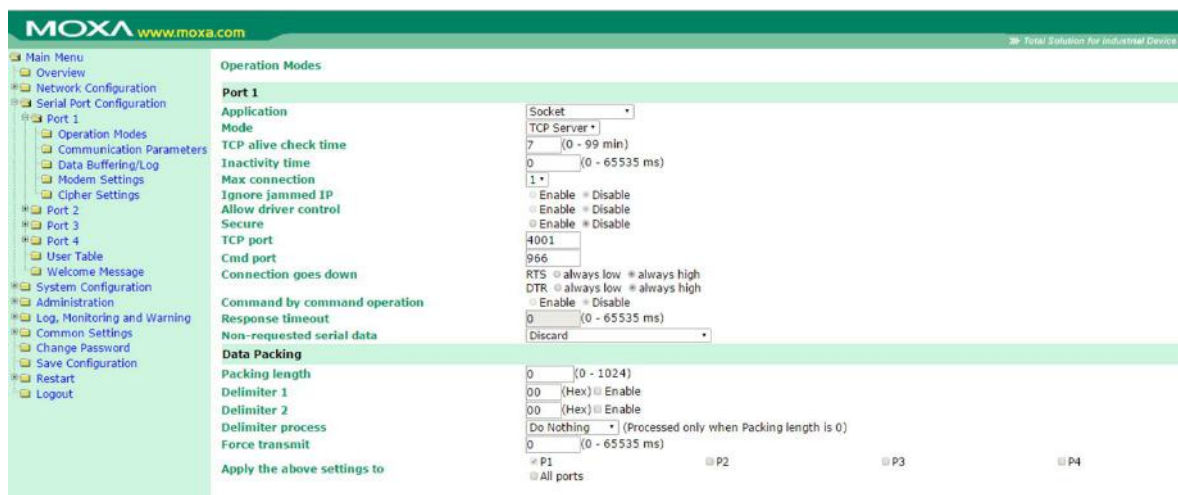 MOXA www.moxa.com
Total Solution for Industrial Device
Main Menu
Overview
Network Configuration
Serial Port Configuration
Port 1
Operation Modes
Communication Parameters
Data Buffering/Log
Modem Settings
Cipher Settings
Port 2
Port 3
Port 4
User Table
Welcome Message
System Configuration
Administration
Log, Monitoring and Warning
Common Settings
Change Password
Save Configuration
Restart
Logout
Operation Modes
Port 1
Application Socket
Mode TCP Server
TCP alive check time 7 (0 - 99 min)
Inactivity time 0 (0 - 65535 ms)
Max connection 1
Ignore jammed IP Enable Disable
Allow driver control Enable Disable
Secure Enable Disable
TCP port 4001
Cmd port 966
Connection goes down RTS always low always high
DTR always low always high
Command by command operation Enable Disable
Response timeout 0 (0 - 65535 ms)
Non-requested serial data Discard
Data Packing
Packing length 0 (0 - 1024)
Delimiter 1 00 (Hex) Enable
Delimiter 2 00 (Hex) Enable
Delimiter process Do Nothing (Processed only when Packing length is 0)
Force transmit 0 (0 - 65535 ms)
Apply the above settings to P1 P2 P3 P4
All ports